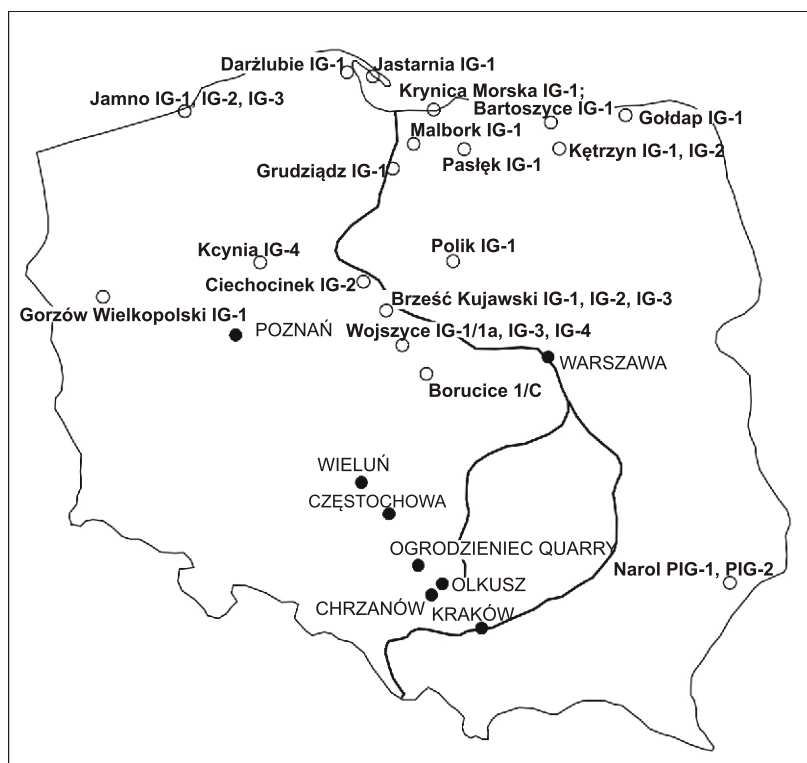 Darżlubie IG-1
Jastarnia IG-1
Jamno IG-1, IG-2, IG-3
Krynica Morska IG-1;
Bartoszyce IG-1
Gołdap IG-1
Malbork IG-1
Pasłęk IG-1
Kętrzyn IG-1, IG-2
Grudziądz IG-1
Kcynia IG-4
Polik IG-1
Ciechocinek IG-2
Brześć Kujawski IG-1, IG-2, IG-3
Gorzów Wielkopolski IG-1
POZNAŃ
Wojszyce IG-1/1a, IG-3, IG-4
WARSZAWA
Borucice 1/C
WIELUŃ
CZĘSTOCHOWA
OGRODZIENIEC QUARRY
Narol PIG-1, PIG-2
OLKUSZ
CHRZANÓW
KRAKÓW